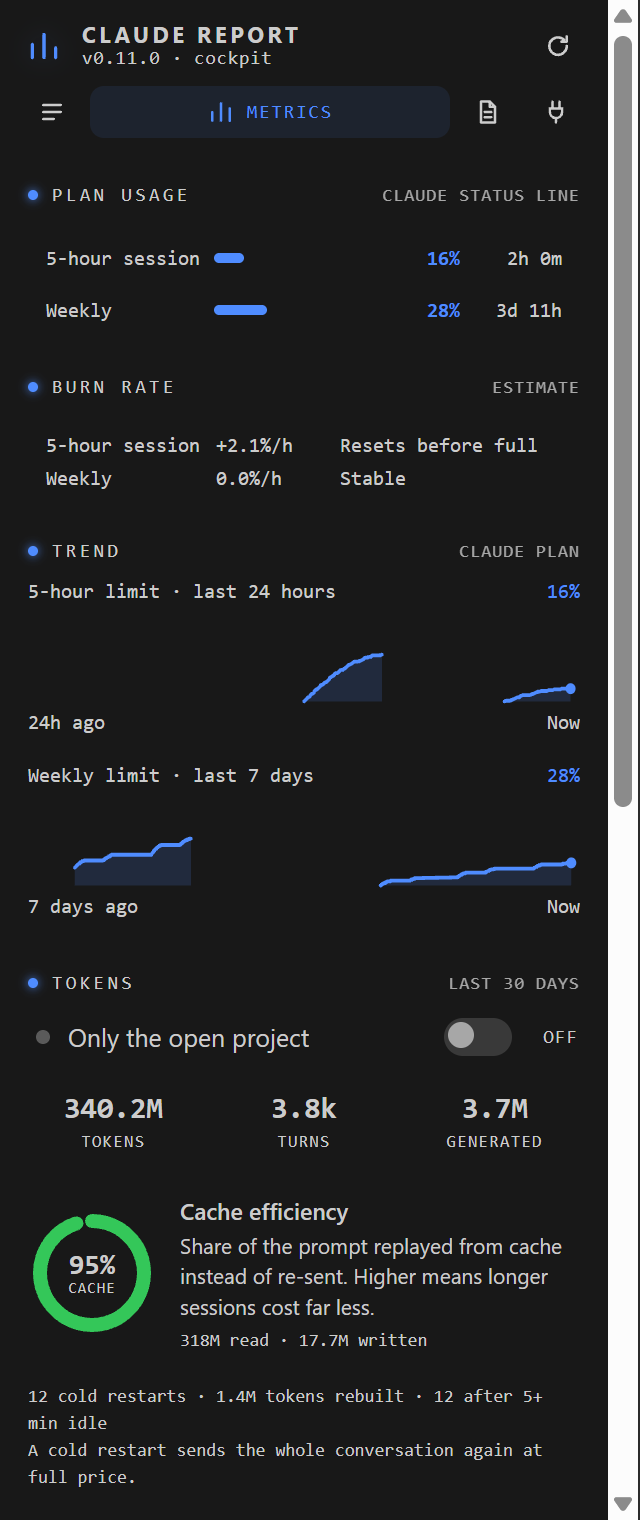 CLAUDE REPORT
v0.11.0 · cockpit
METRICS
PLAN USAGE CLAUDE STATUS LINE
5-hour session 16% 2h 0m
Weekly 28% 3d 11h
BURN RATE ESTIMATE
5-hour session +2.1%/h Resets before full
Weekly 0.0%/h Stable
TREND CLAUDE PLAN
5-hour limit · last 24 hours 16%
24h ago Now
Weekly limit · last 7 days 28%
7 days ago Now
TOKENS LAST 30 DAYS
Only the open project OFF
340.2M 3.8k 3.7M
TOKENS TURNS GENERATED
95%
CACHE
Cache efficiency
Share of the prompt replayed from cache
instead of re-sent. Higher means longer
sessions cost far less.
318M read · 17.7M written
12 cold restarts · 1.4M tokens rebuilt · 12 after 5+
min idle
A cold restart sends the whole conversation again at
full price.